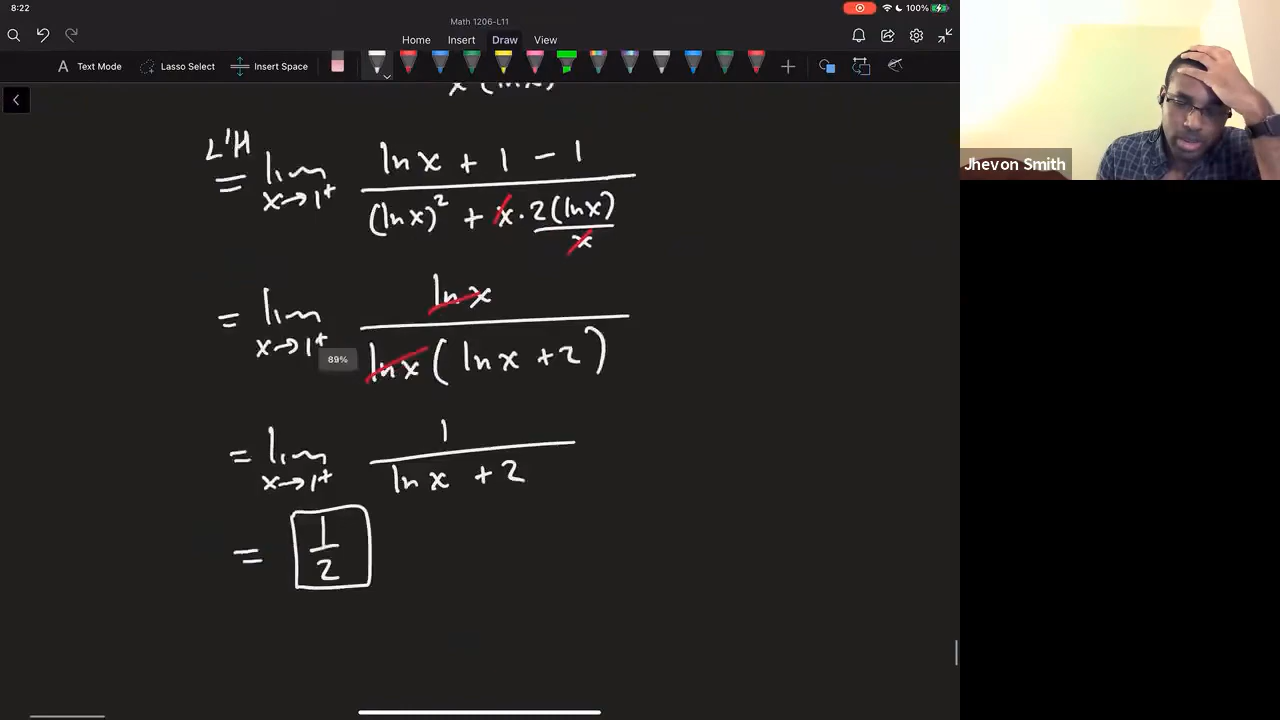 8:22
100%
Math 1206-L11
Home Insert Draw View
Text Mode Lasso Select Insert Space
x (ln x)
L'H
= lim x→1⁺ (ln x + 1 - 1) / ((ln x)² + x · 2(ln x)/x)
= lim x→1⁺ ln x / (ln x (ln x + 2))
89%
= lim x→1⁺ 1 / (ln x + 2)
= 1/2
Jhevon Smith